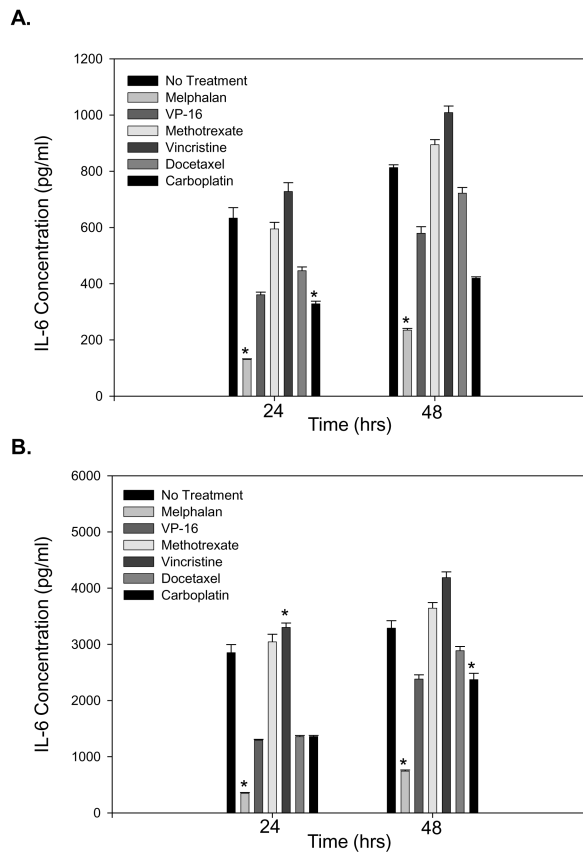 A.
1200
1000
800
600
400
200
0
IL-6 Concentration (pg/ml)
No Treatment
Melphalan
VP-16
Methotrexate
Vincristine
Docetaxel
Carboplatin
*
*
*
24
48
Time (hrs)
B.
6000
5000
4000
3000
2000
1000
0
IL-6 Concentration (pg/ml)
No Treatment
Melphalan
VP-16
Methotrexate
Vincristine
Docetaxel
Carboplatin
*
*
*
*
24
48
Time (hrs)